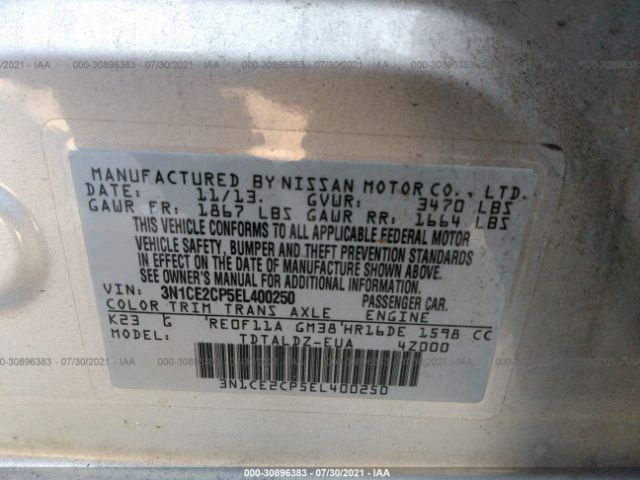 000-30896383 - 07/30/2021 - IAA
MANUFACTURED BY NISSAN MOTOR CO., LTD.
DATE: 11/13. GVWR: 3470 LBS
GAWR FR: 1867 LBS GAWR RR: 1664 LBS
THIS VEHICLE CONFORMS TO ALL APPLICABLE FEDERAL MOTOR
VEHICLE SAFETY, BUMPER AND THEFT PREVENTION STANDARDS
IN EFFECT ON THE DATE OF MANUFACTURE SHOWN ABOVE.
SEE OWNER'S MANUAL FOR ADDITIONAL INFORMATION.
VIN: 3N1CE2CP5EL400250 PASSENGER CAR.
COLOR TRIM TRANS AXLE ENGINE
K23 G 'RE0F11A GM38'HR16DE 1598 CC
MODEL: TDTALDZ-EUA 4Z000
3N1CE2CP5EL400250
000-30896383 - 07/30/2021 - IAA